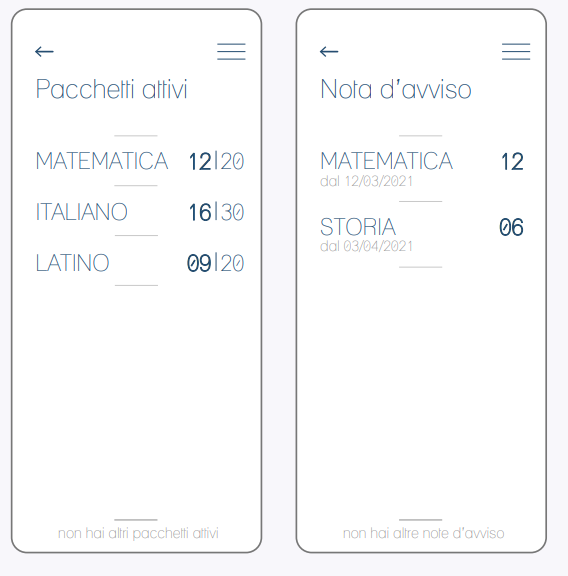 Pacchetti attivi
MATEMATICA 12|20
ITALIANO 16|30
LATINO 09|20
non hai altri pacchetti attivi
Nota d'avviso
MATEMATICA 12
dal 12/03/2021
STORIA 06
dal 03/04/2021
non hai altre note d'avviso